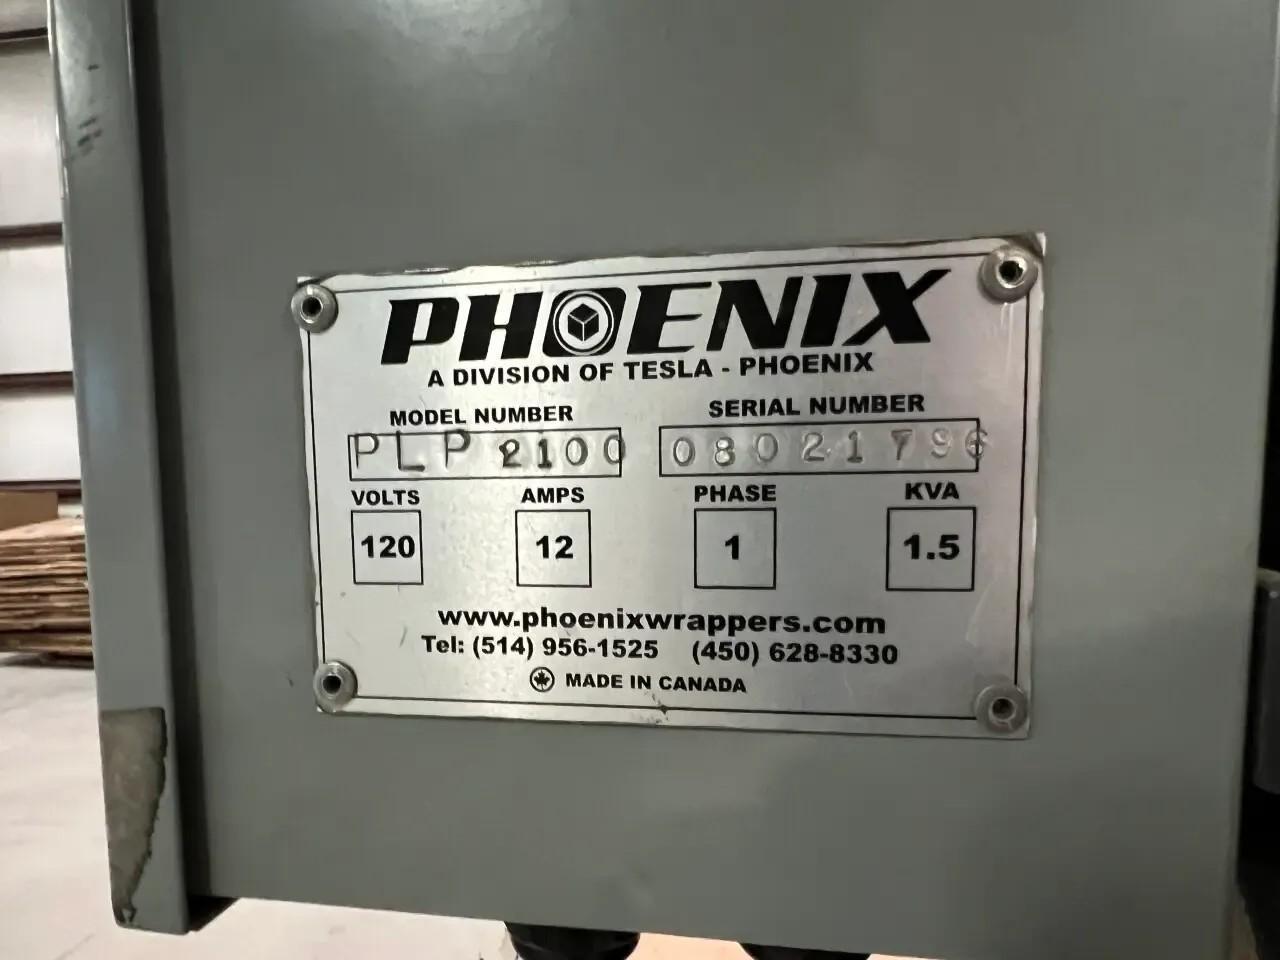 PHOENIX
A DIVISION OF TESLA - PHOENIX
MODEL NUMBER SERIAL NUMBER
PLP 2100 08021796
VOLTS AMPS PHASE KVA
120 12 1 1.5
www.phoenixwrappers.com
Tel: (514) 956-1525 (450) 628-8330
MADE IN CANADA